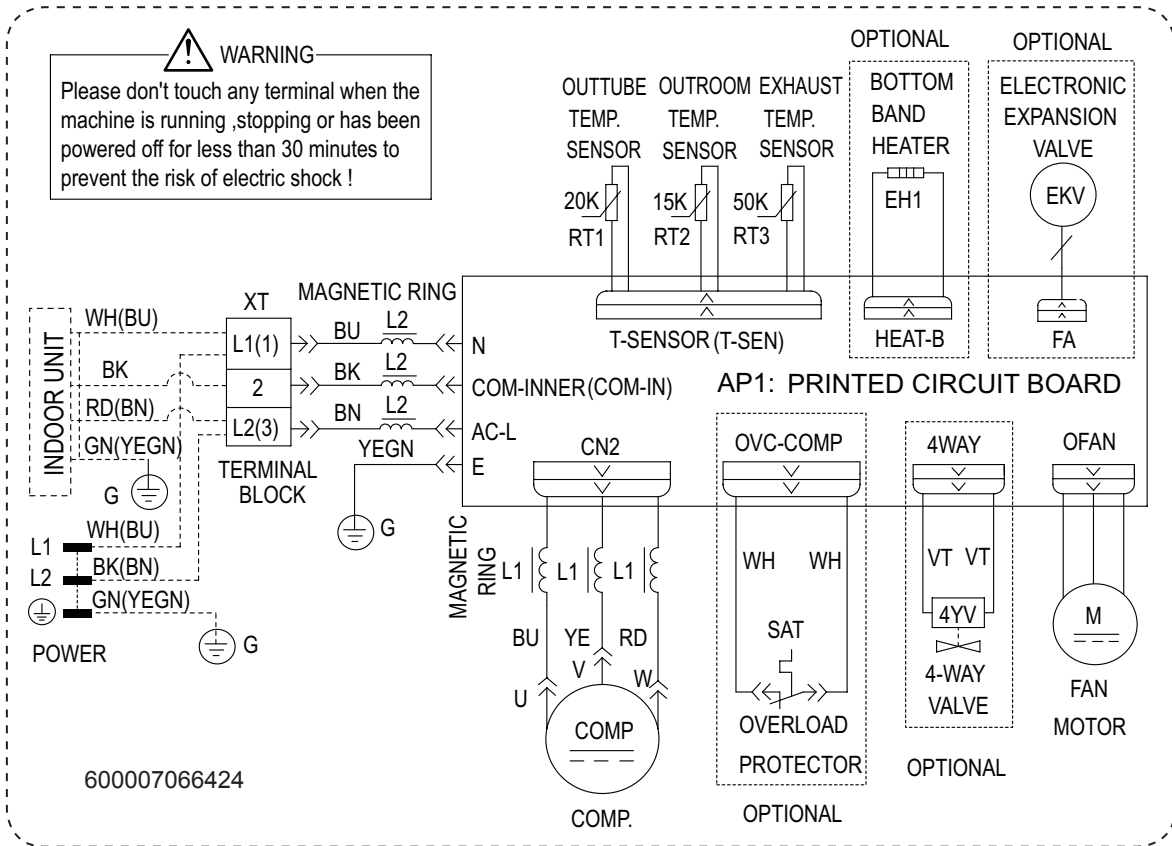 WARNING
Please don't touch any terminal when the
machine is running ,stopping or has been
powered off for less than 30 minutes to
prevent the risk of electric shock !
OUTTUBE
TEMP.
SENSOR
20K
RT1
OUTROOM
TEMP.
SENSOR
15K
RT2
EXHAUST
TEMP.
SENSOR
50K
RT3
OPTIONAL
BOTTOM
BAND
HEATER
EH1
OPTIONAL
ELECTRONIC
EXPANSION
VALVE
EKV
T-SENSOR (T-SEN)
HEAT-B
FA
INDOOR UNIT
WH(BU)
BK
RD(BN)
GN(YEGN)
G
XT
L1(1)
2
L2(3)
TERMINAL
BLOCK
MAGNETIC RING
BU
L2
BK
L2
BN
L2
YEGN
G
N
COM-INNER (COM-IN)
AC-L
E
AP1: PRINTED CIRCUIT BOARD
L1
L2
WH(BU)
BK(BN)
GN(YEGN)
G
POWER
CN2
MAGNETIC
RING
L1
L1
L1
BU
YE
RD
U
V
W
COMP
COMP.
OVC-COMP
WH
WH
SAT
OVERLOAD
PROTECTOR
OPTIONAL
4WAY
VT
VT
4YV
4-WAY
VALVE
OPTIONAL
OFAN
M
FAN
MOTOR
600007066424